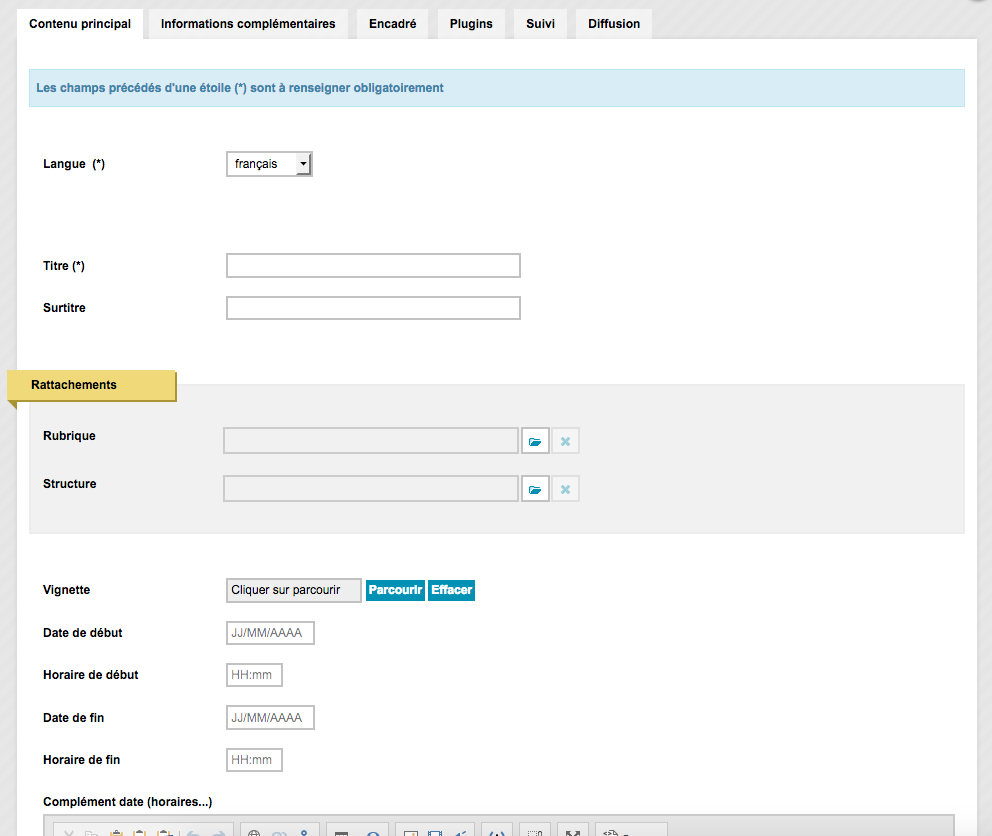 Contenu principal Informations complémentaires Encadré Plugins Suivi Diffusion
Les champs précédés d'une étoile (*) sont à renseigner obligatoirement
Langue (*) français
Titre (*)
Surtitre
Rattachements
Rubrique
Structure
Vignette Cliquer sur parcourir Parcourir Effacer
Date de début JJ/MM/AAAA
Horaire de début HH:mm
Date de fin JJ/MM/AAAA
Horaire de fin HH:mm
Complément date (horaires...)